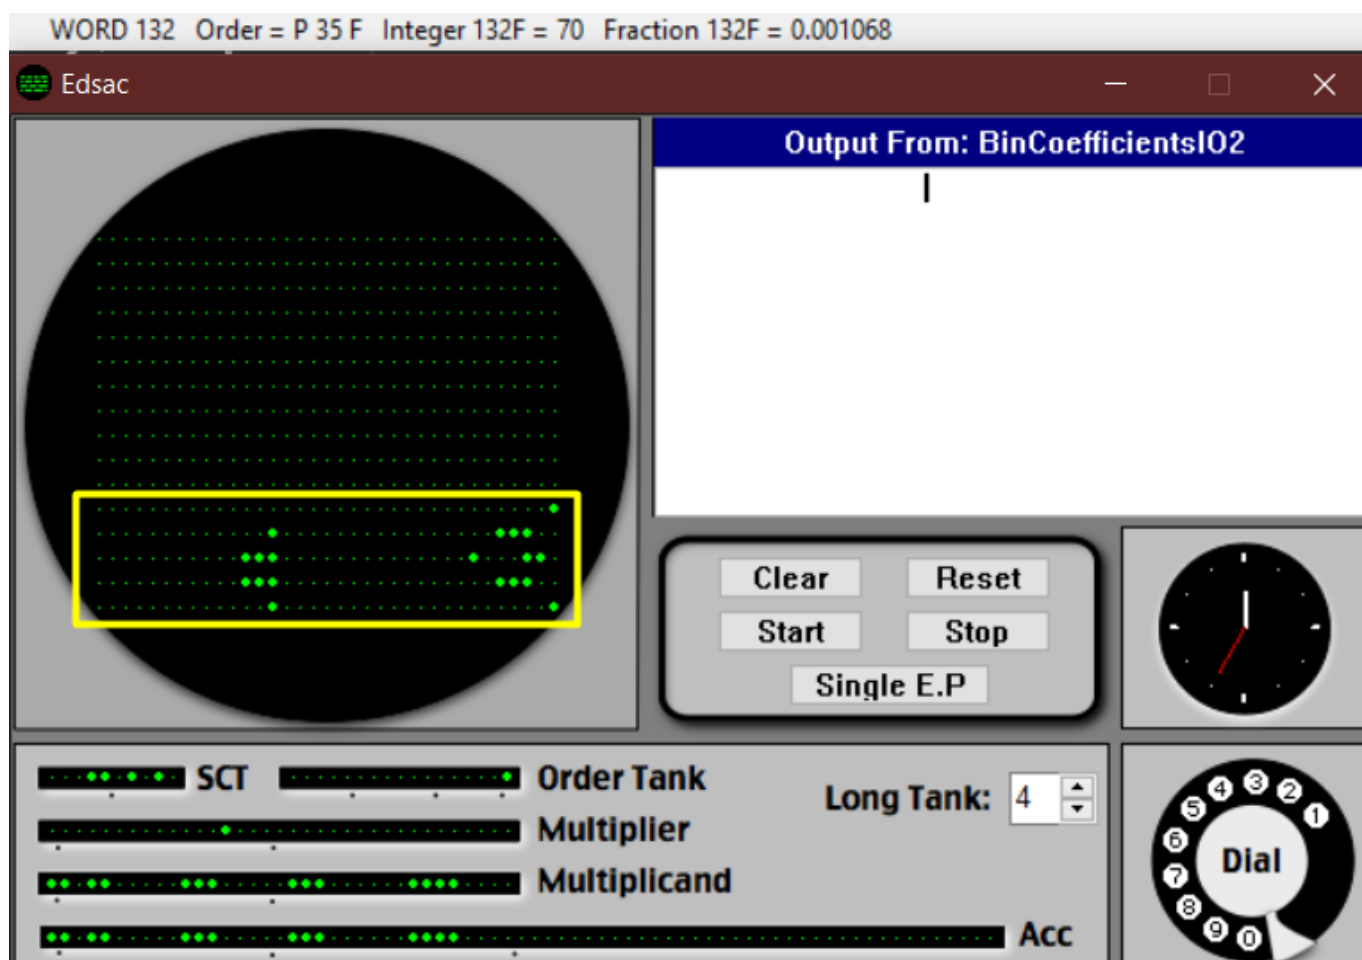 WORD 132 Order = P 35 F Integer 132F = 70 Fraction 132F = 0.001068
Edsac
Output From: BinCoefficientsIO2
Clear Reset
Start Stop
Single E.P
SCT
Order Tank
Long Tank: 4
Multiplier
Multiplicand
Acc
1
2
3
4
5
6
7
8
9
0
Dial